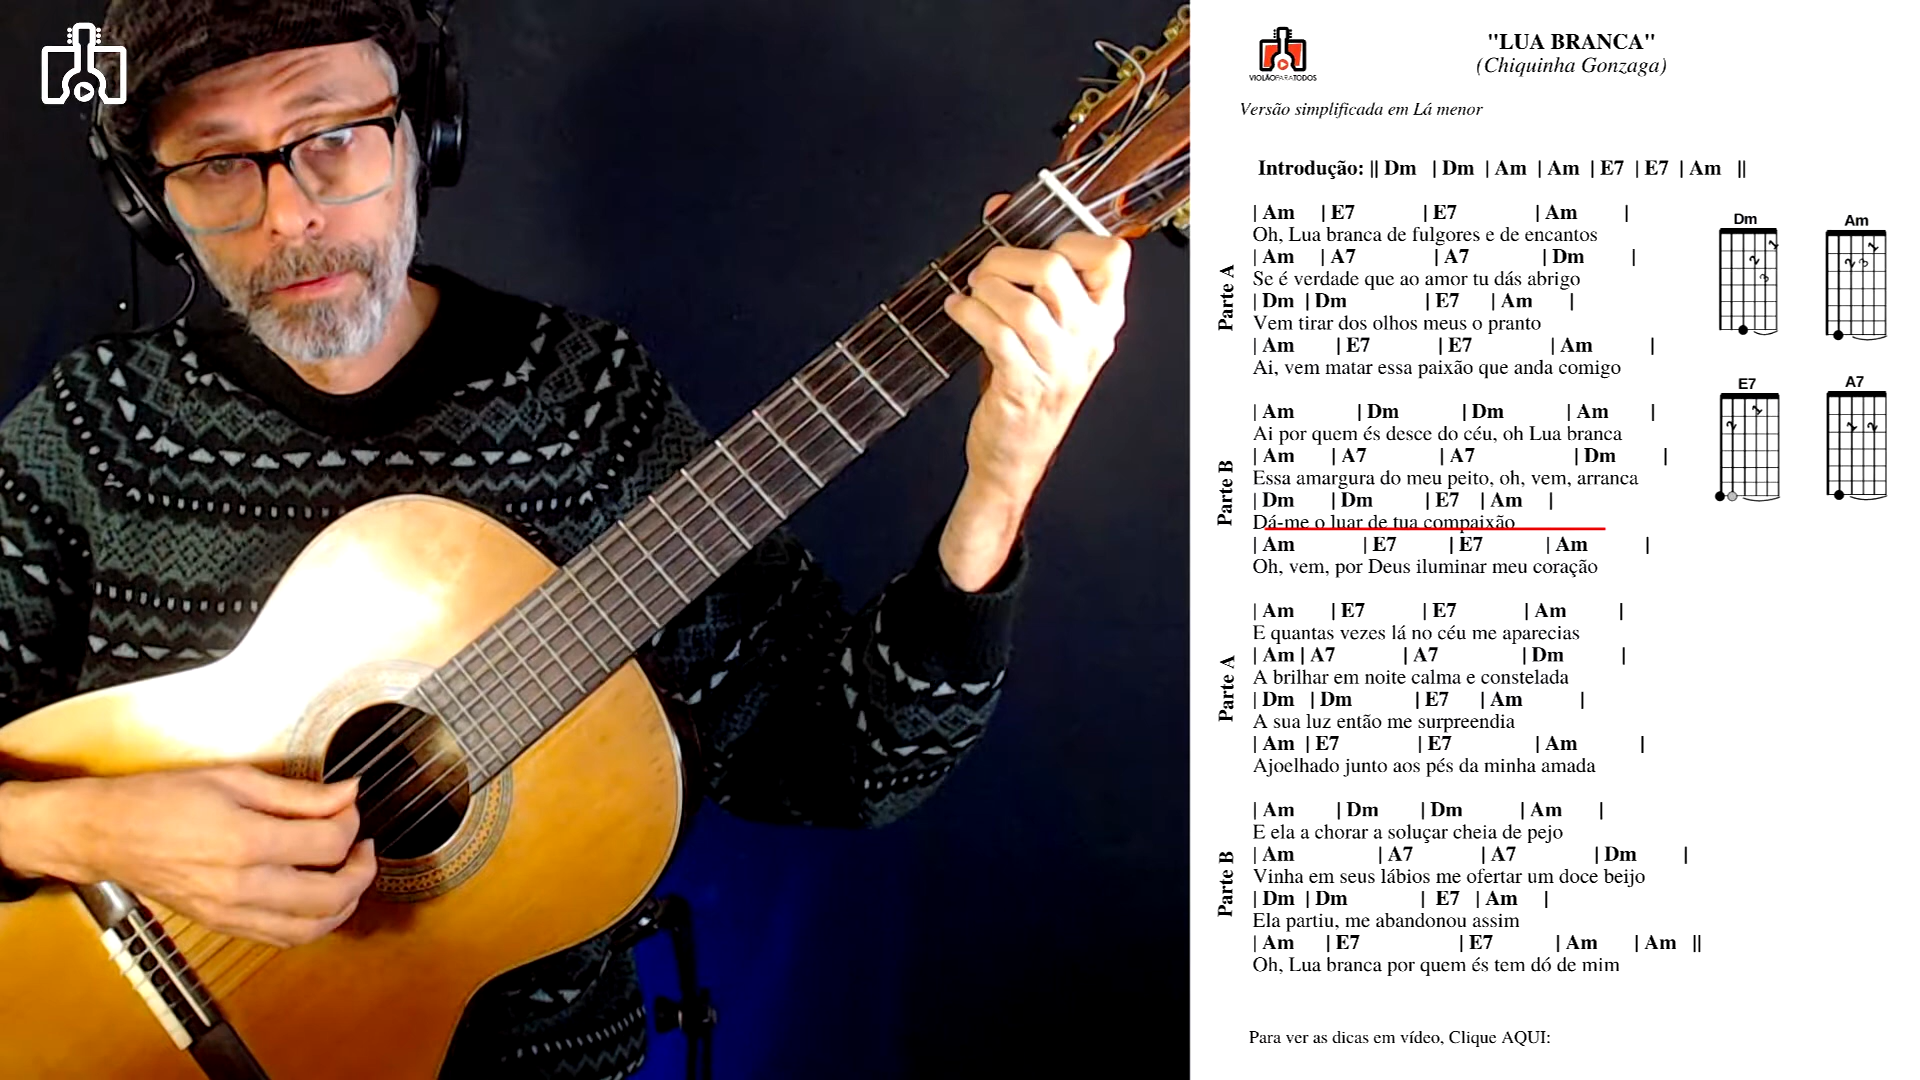 VIOLÃOPARATODOS
"LUA BRANCA"
(Chiquinha Gonzaga)
Versão simplificada em Lá menor
Introdução: || Dm | Dm | Am | Am | E7 | E7 | Am ||
Parte A
| Am | E7 | E7 | Am |
Oh, Lua branca de fulgores e de encantos
| Am | A7 | A7 | Dm |
Se é verdade que ao amor tu dás abrigo
| Dm | Dm | E7 | Am |
Vem tirar dos olhos meus o pranto
| Am | E7 | E7 | Am |
Ai, vem matar essa paixão que anda comigo
Parte B
| Am | Dm | Dm | Am |
Ai por quem és desce do céu, oh Lua branca
| Am | A7 | A7 | Dm |
Essa amargura do meu peito, oh, vem, arranca
| Dm | Dm | E7 | Am |
Dá-me o luar de tua compaixão
| Am | E7 | E7 | Am |
Oh, vem, por Deus iluminar meu coração
Parte A
| Am | E7 | E7 | Am |
E quantas vezes lá no céu me aparecias
| Am | A7 | A7 | Dm |
A brilhar em noite calma e constelada
| Dm | Dm | E7 | Am |
A sua luz então me surpreendia
| Am | E7 | E7 | Am |
Ajoelhado junto aos pés da minha amada
Parte B
| Am | Dm | Dm | Am |
E ela a chorar a soluçar cheia de pejo
| Am | A7 | A7 | Dm |
Vinha em seus lábios me ofertar um doce beijo
| Dm | Dm | E7 | Am |
Ela partiu, me abandonou assim
| Am | E7 | E7 | Am | Am ||
Oh, Lua branca por quem és tem dó de mim
Dm
1
2
3
Am
1
2 3
E7
1
2
A7
1 2
Para ver as dicas em vídeo, Clique AQUI: